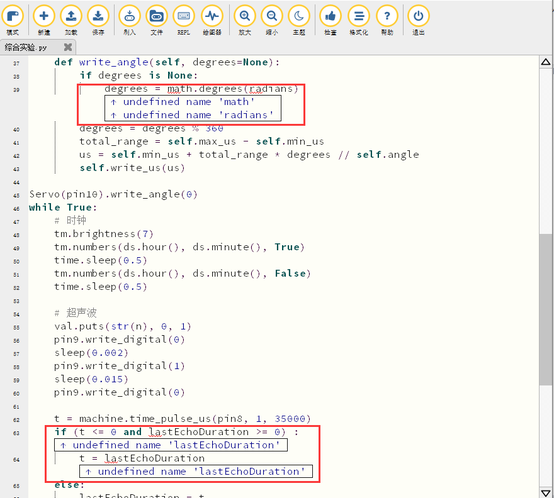 模式 新建 加载 保存 刷入 文件 REPL 绘图器 放大 缩小 主题 检查 格式化 帮助 退出
综合实验.py
37 def write_angle(self, degrees=None):
38 if degrees is None:
39 degrees = math.degrees(radians)
↑ undefined name 'math'
↑ undefined name 'radians'
40 degrees = degrees % 360
41 total_range = self.max_us - self.min_us
42 us = self.min_us + total_range * degrees // self.angle
43 self.write_us(us)
44
45 Servo(pin10).write_angle(0)
46 while True:
47 # 时钟
48 tm.brightness(7)
49 tm.numbers(ds.hour(), ds.minute(), True)
50 time.sleep(0.5)
51 tm.numbers(ds.hour(), ds.minute(), False)
52 time.sleep(0.5)
53
54 # 超声波
55 val.puts(str(n), 0, 1)
56 pin9.write_digital(0)
57 sleep(0.002)
58 pin9.write_digital(1)
59 sleep(0.015)
60 pin9.write_digital(0)
61
62 t = machine.time_pulse_us(pin8, 1, 35000)
63 if (t <= 0 and lastEchoDuration >= 0) :
↑ undefined name 'lastEchoDuration'
64 t = lastEchoDuration
↑ undefined name 'lastEchoDuration'
65 else:
lastEchoDuration = t